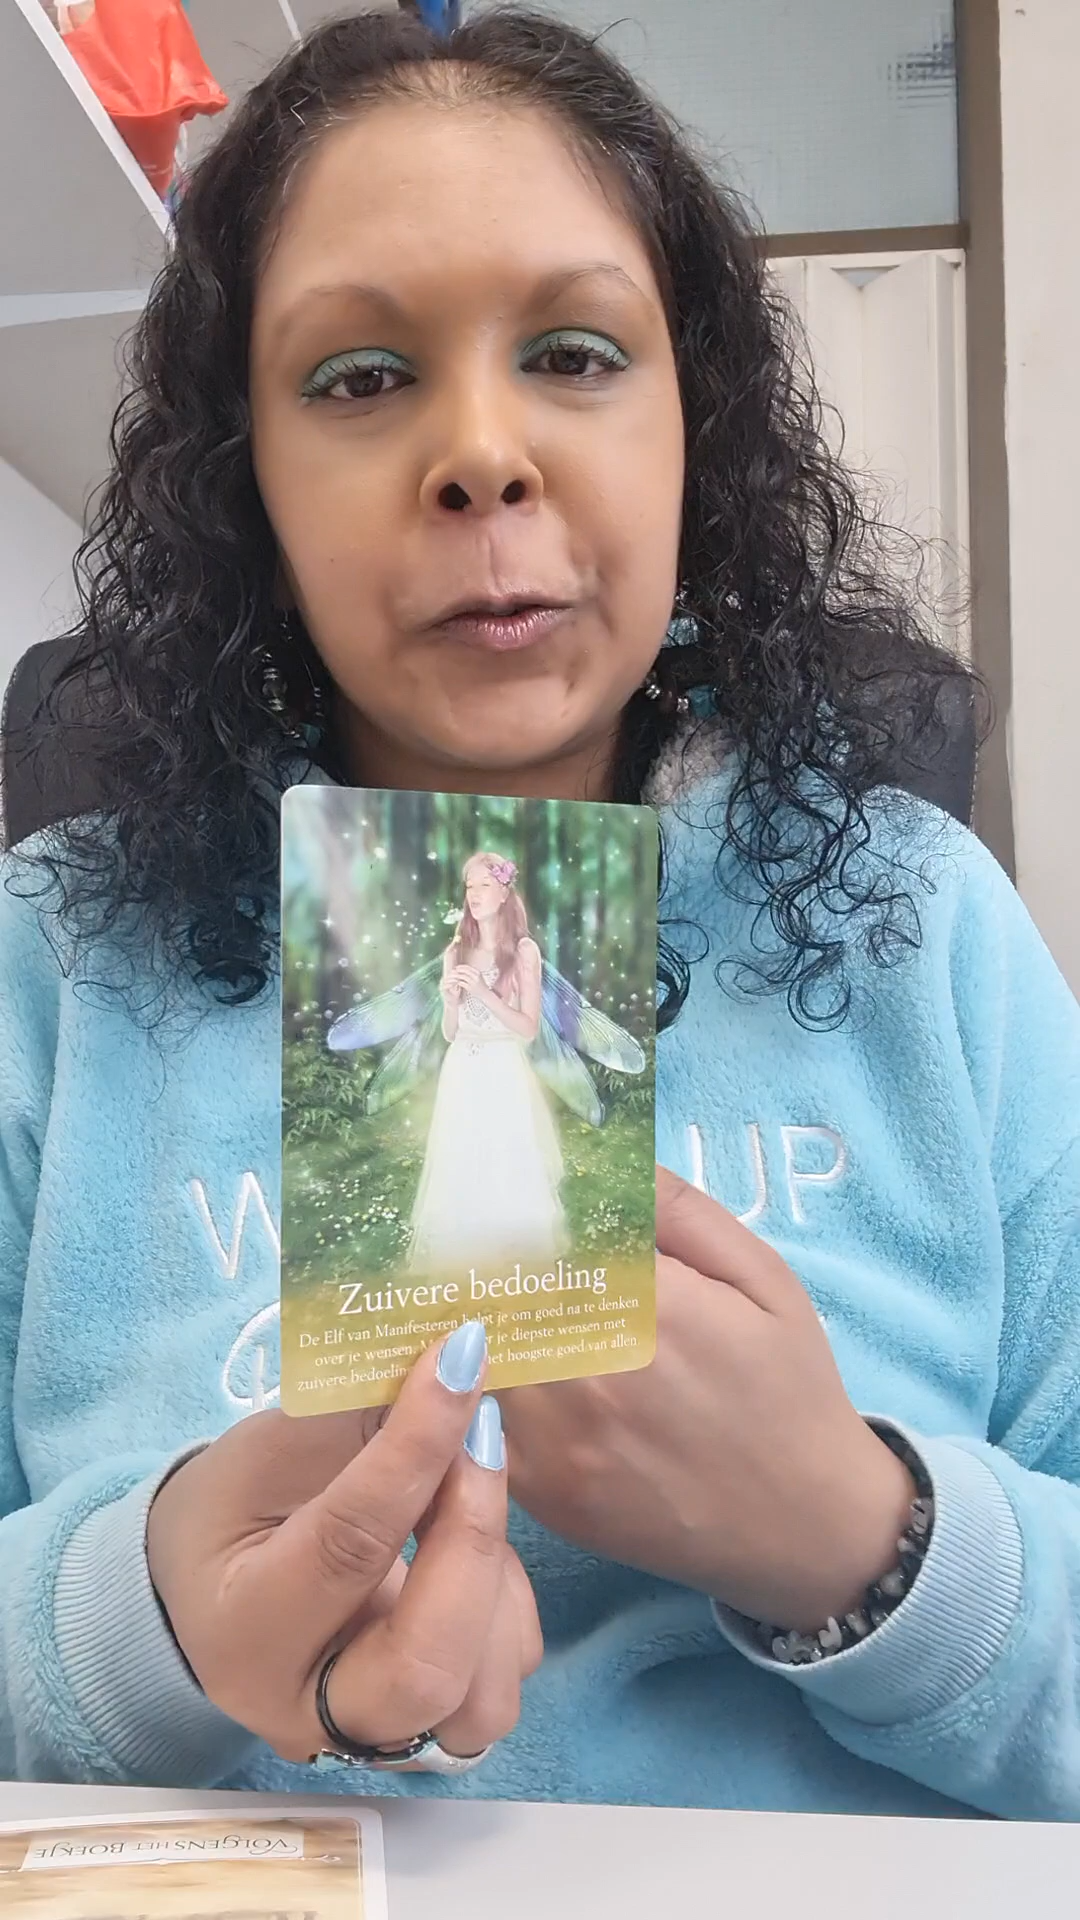 Zuivere bedoeling
De Elf van Manifesteren helpt je om goed na te denken
over je wensen. je diepste wensen met
zuivere bedoelin het hoogste goed van allen.
W UP
VOLGENS HET BOEKJE